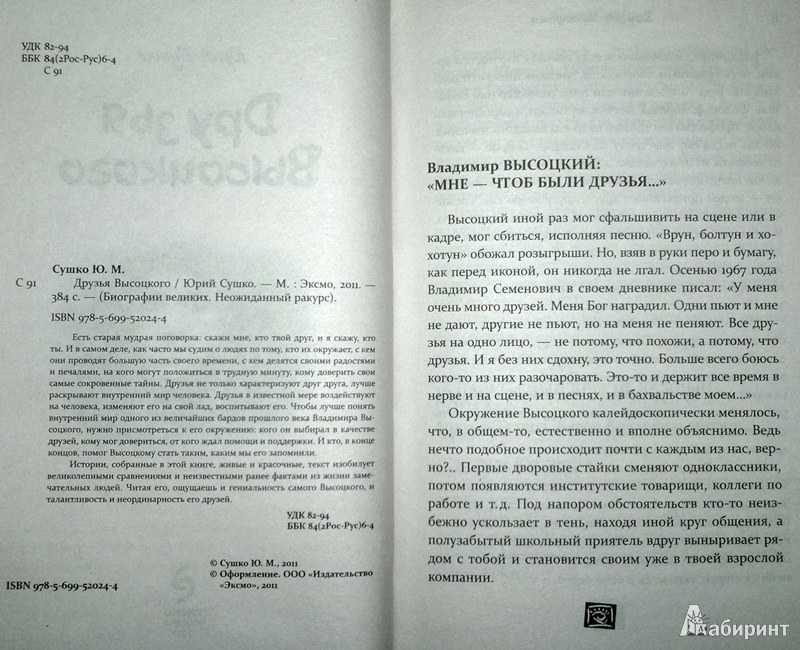 УДК 82-94
ББК 84(2Рос-Рус)6-4
С 91
Сушко Ю. М.
С 91 Друзья Высоцкого / Юрий Сушко. — М. : Эксмо, 2011. —
384 с. — (Биографии великих. Неожиданный ракурс).
ISBN 978-5-699-52024-4
Есть старая мудрая поговорка: скажи мне, кто твой друг, и я скажу, кто
ты. И в самом деле, как часто мы судим о людях по тому, кто их окружает, с кем
они проводят большую часть своего времени, с кем делятся своими радостями
и печалями, на кого могут положиться в трудную минуту, кому доверить свои
самые сокровенные тайны. Друзья не только характеризуют друг друга, лучше
раскрывают внутренний мир человека. Друзья в известной мере воздействуют
на человека, изменяют его на свой лад, воспитывают его. Чтобы лучше понять
внутренний мир одного из величайших бардов прошлого века Владимира Вы-
соцкого, нужно присмотреться к его окружению: кого он выбирал в качестве
друзей, кому мог довериться, от кого ждал помощи и поддержки. И кто, в конце
концов, помог Высоцкому стать таким, каким мы его запомнили.
Истории, собранные в этой книге, живые и красочные, текст изобилует
великолепными сравнениями и неизвестными ранее фактами из жизни заме-
чательных людей. Читая его, ощущаешь и гениальность самого Высоцкого, и
талантливость и неординарность его друзей.
УДК 82-94
ББК 84(2Рос-Рус)6-4
© Сушко Ю. М., 2011
© Оформление. ООО «Издательство
«Эксмо», 2011
ISBN 978-5-699-52024-4
Друзья
Высоцкого
Владимир ВЫСОЦКИЙ:
«МНЕ — ЧТОБ БЫЛИ ДРУЗЬЯ...»
Высоцкий иной раз мог сфальшивить на сцене или в
кадре, мог сбиться, исполняя песню. «Врун, болтун и хо-
хотун» обожал розыгрыши. Но, взяв в руки перо и бумагу,
как перед иконой, он никогда не лгал. Осенью 1967 года
Владимир Семенович в своем дневнике писал: «У меня
очень много друзей. Меня Бог наградил. Одни пьют и мне
не дают, другие не пьют, но на меня не пеняют. Все дру-
зья на одно лицо, — не потому, что похожи, а потому, что
друзья. И я без них сдохну, это точно. Больше всего боюсь
кого-то из них разочаровать. Это-то и держит все время в
нерве и на сцене, и в песнях, и в бахвальстве моем...»
Окружение Высоцкого калейдоскопически менялось,
что, в общем-то, естественно и вполне объяснимо. Ведь
нечто подобное происходит почти с каждым из нас, вер-
но?.. Первые дворовые стайки сменяют одноклассники,
потом появляются институтские товарищи, коллеги по
работе и т.д. Под напором обстоятельств кто-то неиз-
бежно ускользает в тень, находя иной круг общения, а
полузабытый школьный приятель вдруг выныривает ря-
дом с тобой и становится своим уже в твоей взрослой
компании.
Лабиринт